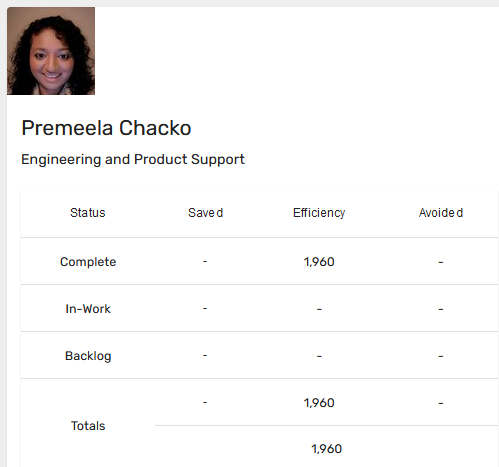 Premeela Chacko
Engineering and Product Support
Status Saved Efficiency Avoided
Complete - 1,960 -
In-Work - - -
Backlog - - -
- 1,960 -
Totals
1,960